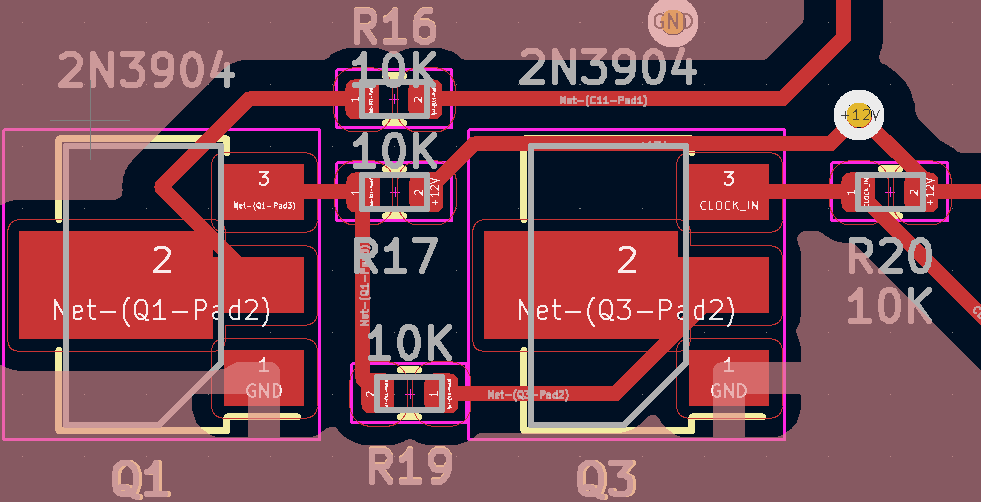 R16
GND
2N3904
10K
2N3904
1
2
Net-(C11-Pad1)
+12V
10K
3
Net-(Q1-Pad3)
1
2
+12V
3
CLOCK_IN
1
CLOCK_IN
2
+12V
2
R17
2
R20
Net-(Q1-Pad2)
Net-(Q3-Pad2)
10K
10K
1
GND
2
1
Net-(Q3-Pad2)
1
GND
Q1
R19
Q3